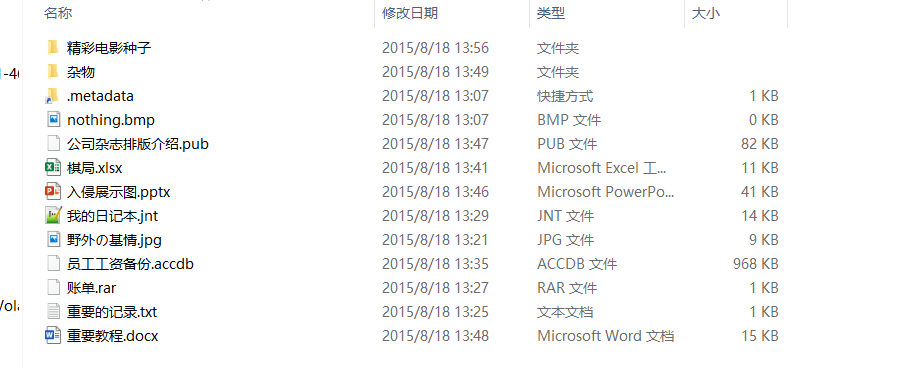 名称 修改日期 类型 大小
精彩电影种子 2015/8/18 13:56 文件夹
杂物 2015/8/18 13:49 文件夹
.metadata 2015/8/18 13:07 快捷方式 1 KB
nothing.bmp 2015/8/18 13:07 BMP 文件 0 KB
公司杂志排版介绍.pub 2015/8/18 13:47 PUB 文件 82 KB
棋局.xlsx 2015/8/18 13:41 Microsoft Excel 工... 11 KB
入侵展示图.pptx 2015/8/18 13:46 Microsoft PowerPo... 41 KB
我的日记本.jnt 2015/8/18 13:29 JNT 文件 14 KB
野外の基情.jpg 2015/8/18 13:21 JPG 文件 9 KB
员工工资备份.accdb 2015/8/18 13:35 ACCDB 文件 968 KB
账单.rar 2015/8/18 13:27 RAR 文件 1 KB
重要的记录.txt 2015/8/18 13:25 文本文档 1 KB
重要教程.docx 2015/8/18 13:48 Microsoft Word 文档 15 KB